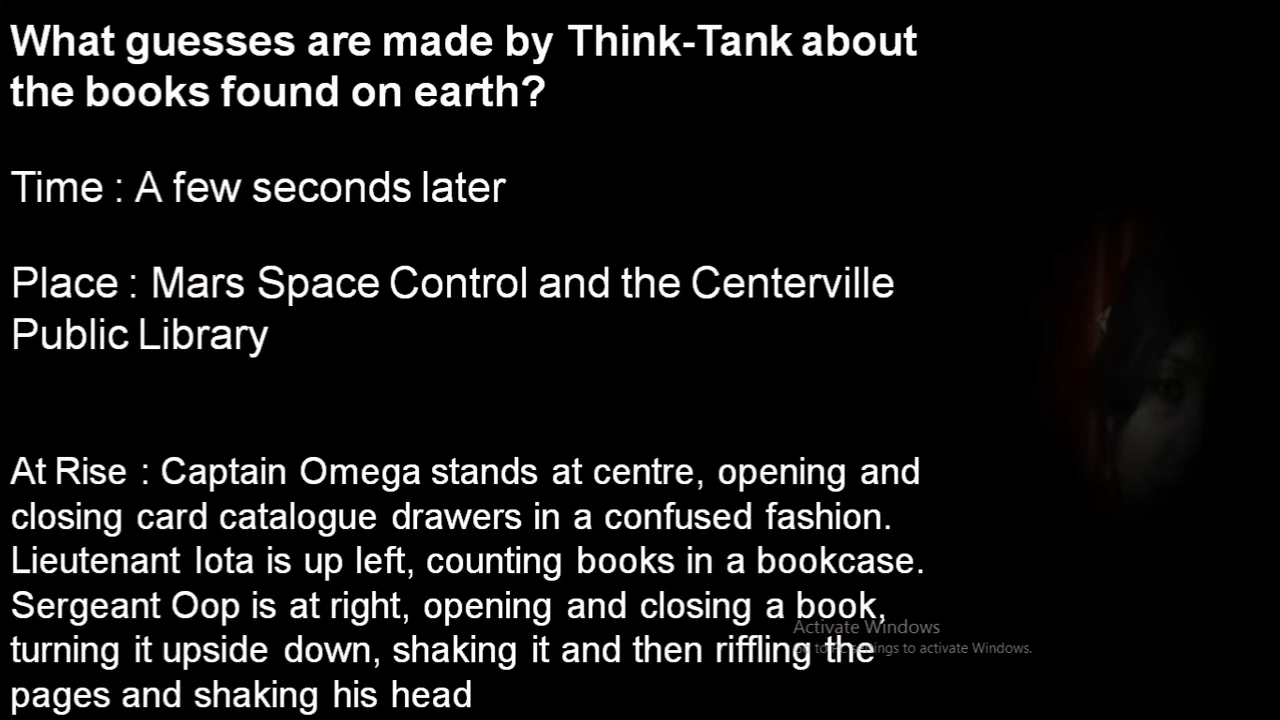 What guesses are made by Think-Tank about
the books found on earth?
Time : A few seconds later
Place : Mars Space Control and the Centerville
Public Library
At Rise : Captain Omega stands at centre, opening and
closing card catalogue drawers in a confused fashion.
Lieutenant Iota is up left, counting books in a bookcase.
Sergeant Oop is at right, opening and closing a book,
Activate Windows
turning it upside down, shaking it and then riffling the
to activate Windows.
pages and shaking his head